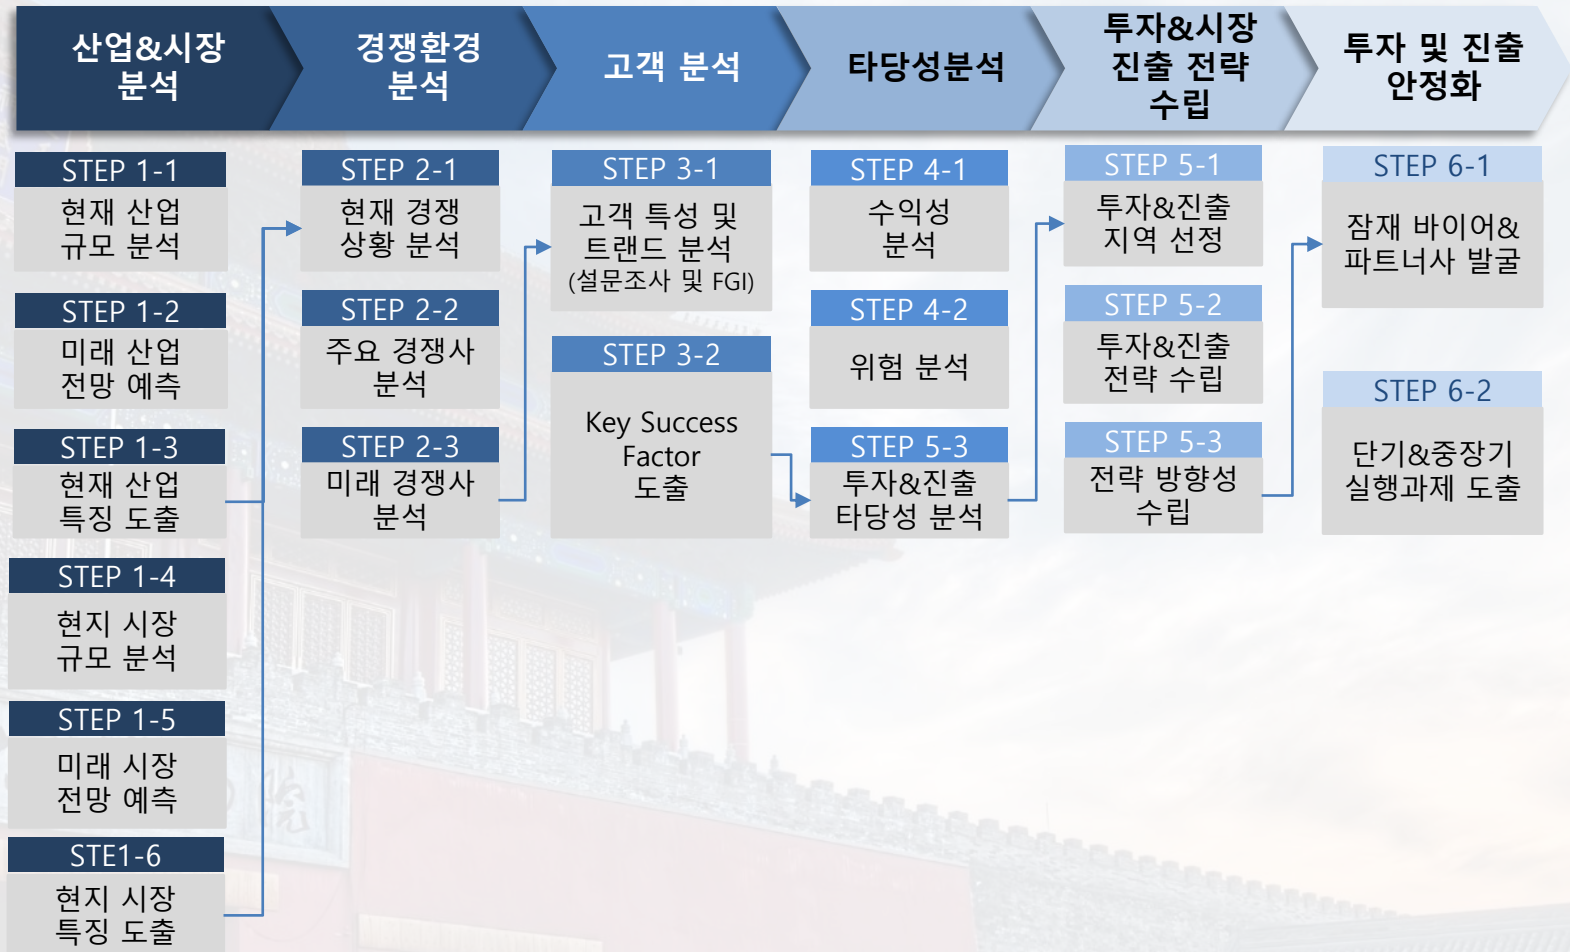 산업&시장
분석
경쟁환경
분석
고객 분석
타당성분석
투자&시장
진출 전략
수립
투자 및 진출
안정화
STEP 1-1
현재 산업
규모 분석
STEP 1-2
미래 산업
전망 예측
STEP 1-3
현재 산업
특징 도출
STEP 1-4
현지 시장
규모 분석
STEP 1-5
미래 시장
전망 예측
STE1-6
현지 시장
특징 도출
STEP 2-1
현재 경쟁
상황 분석
STEP 2-2
주요 경쟁사
분석
STEP 2-3
미래 경쟁사
분석
STEP 3-1
고객 특성 및
트랜드 분석
(설문조사 및 FGI)
STEP 3-2
Key Success
Factor
도출
STEP 4-1
수익성
분석
STEP 4-2
위험 분석
STEP 5-3
투자&진출
타당성 분석
STEP 5-1
투자&진출
지역 선정
STEP 5-2
투자&진출
전략 수립
STEP 5-3
전략 방향성
수립
STEP 6-1
잠재 바이어&
파트너사 발굴
STEP 6-2
단기&중장기
실행과제 도출